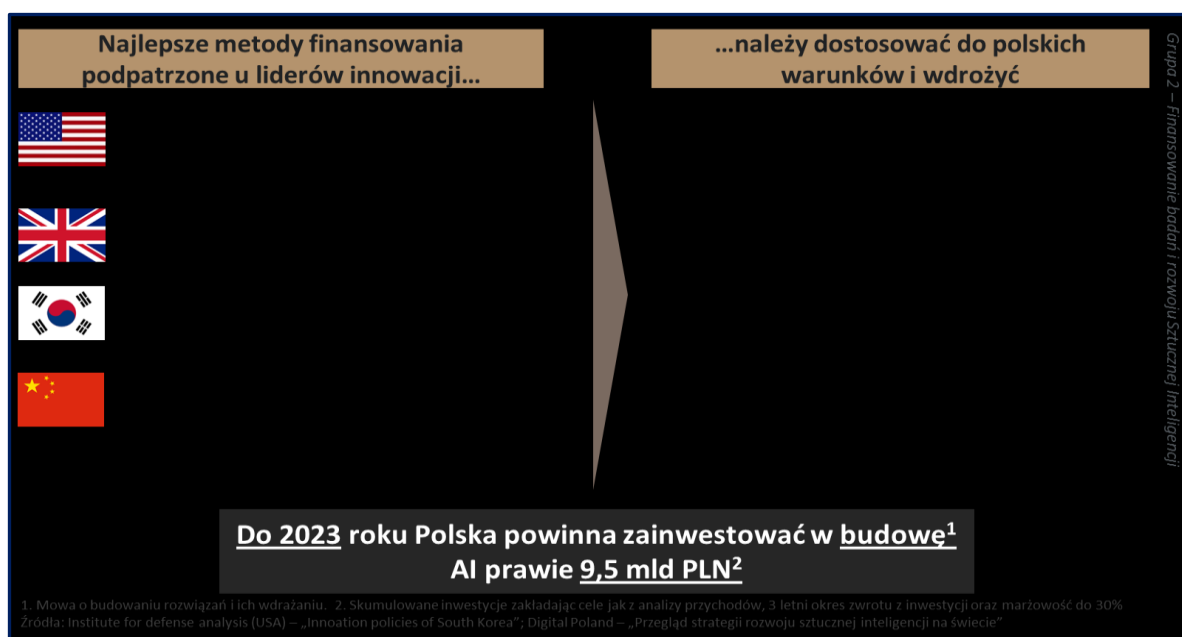 Najlepsze metody finansowania
podpatrzone u liderów innowacji...
...należy dostosować do polskich
warunków i wdrożyć
Grupa 2 – Finansowanie badań i rozwoju Sztucznej Inteligencji
Do 2023 roku Polska powinna zainwestować w budowę1
AI prawie 9,5 mld PLN2
1. Mowa o budowaniu rozwiązań i ich wdrażaniu. 2. Skumulowane inwestycje zakładając cele jak z analizy przychodów, 3 letni okres zwrotu z inwestycji oraz marżowość do 30%
Źródła: Institute for defense analysis (USA) – „Innoation policies of South Korea"; Digital Poland – „Przegląd strategii rozwoju sztucznej inteligencji na świecie"